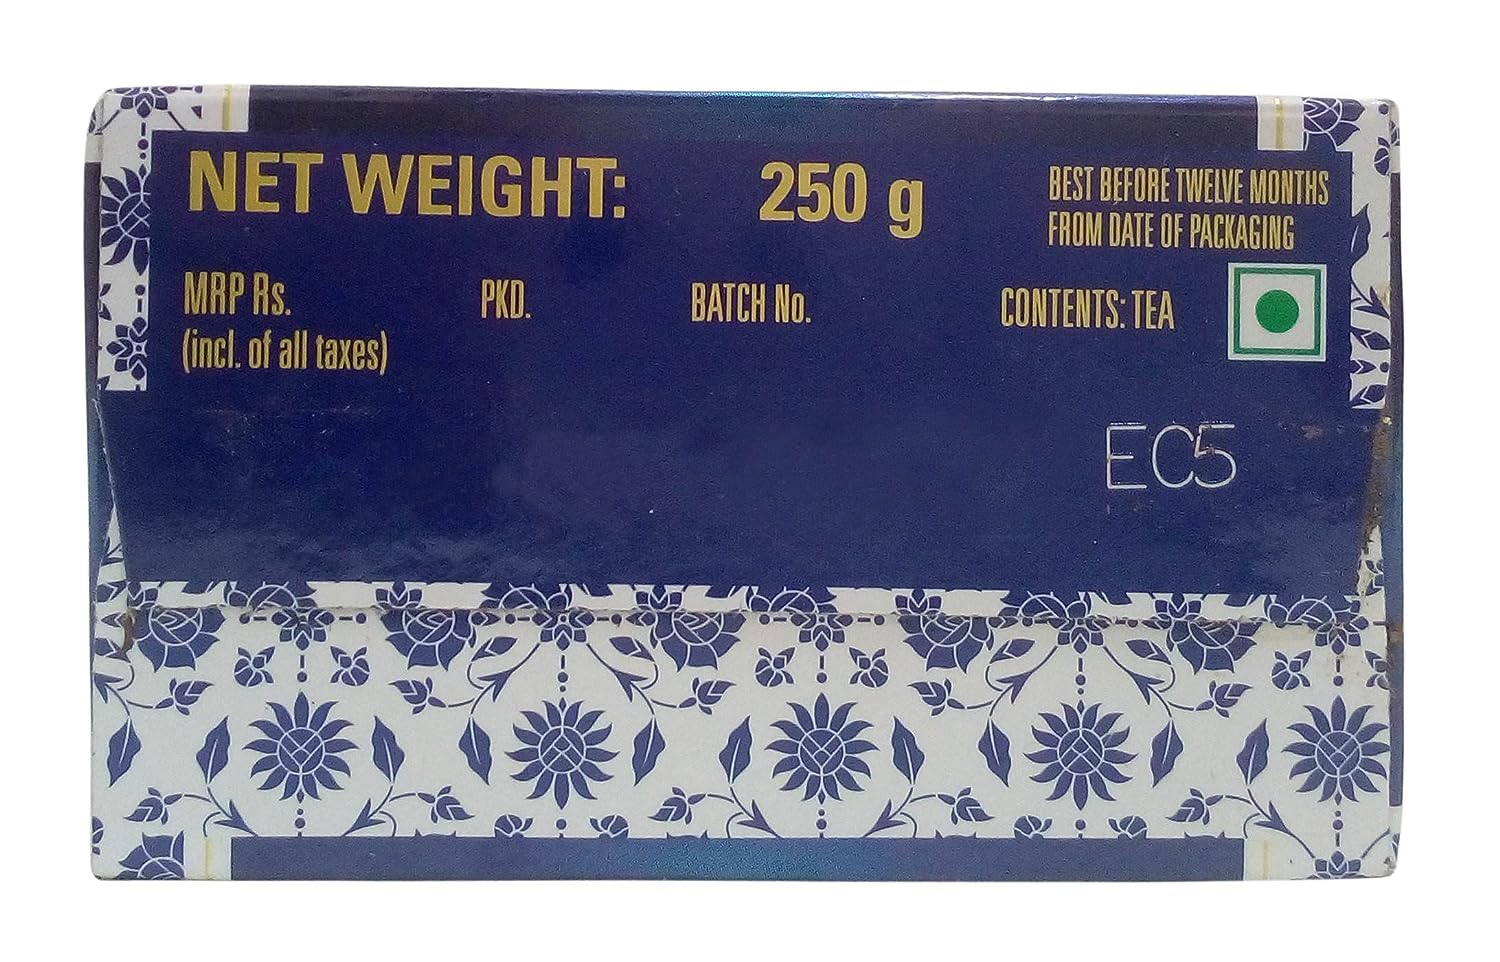 NET WEIGHT: 250 g
BEST BEFORE TWELVE MONTHS
FROM DATE OF PACKAGING
MRP Rs. PKD. BATCH No. CONTENTS: TEA
(incl. of all taxes)
EC5